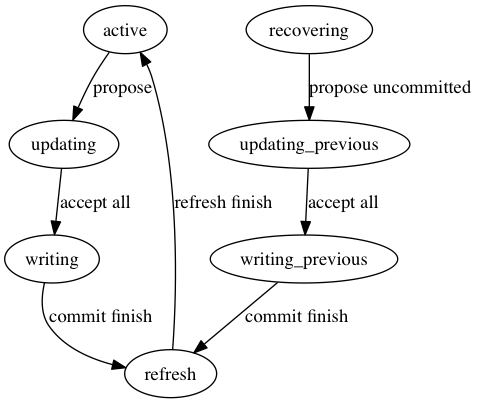 active
recovering
propose
propose uncommitted
updating
updating_previous
accept all
accept all
refresh finish
writing
writing_previous
commit finish
commit finish
refresh